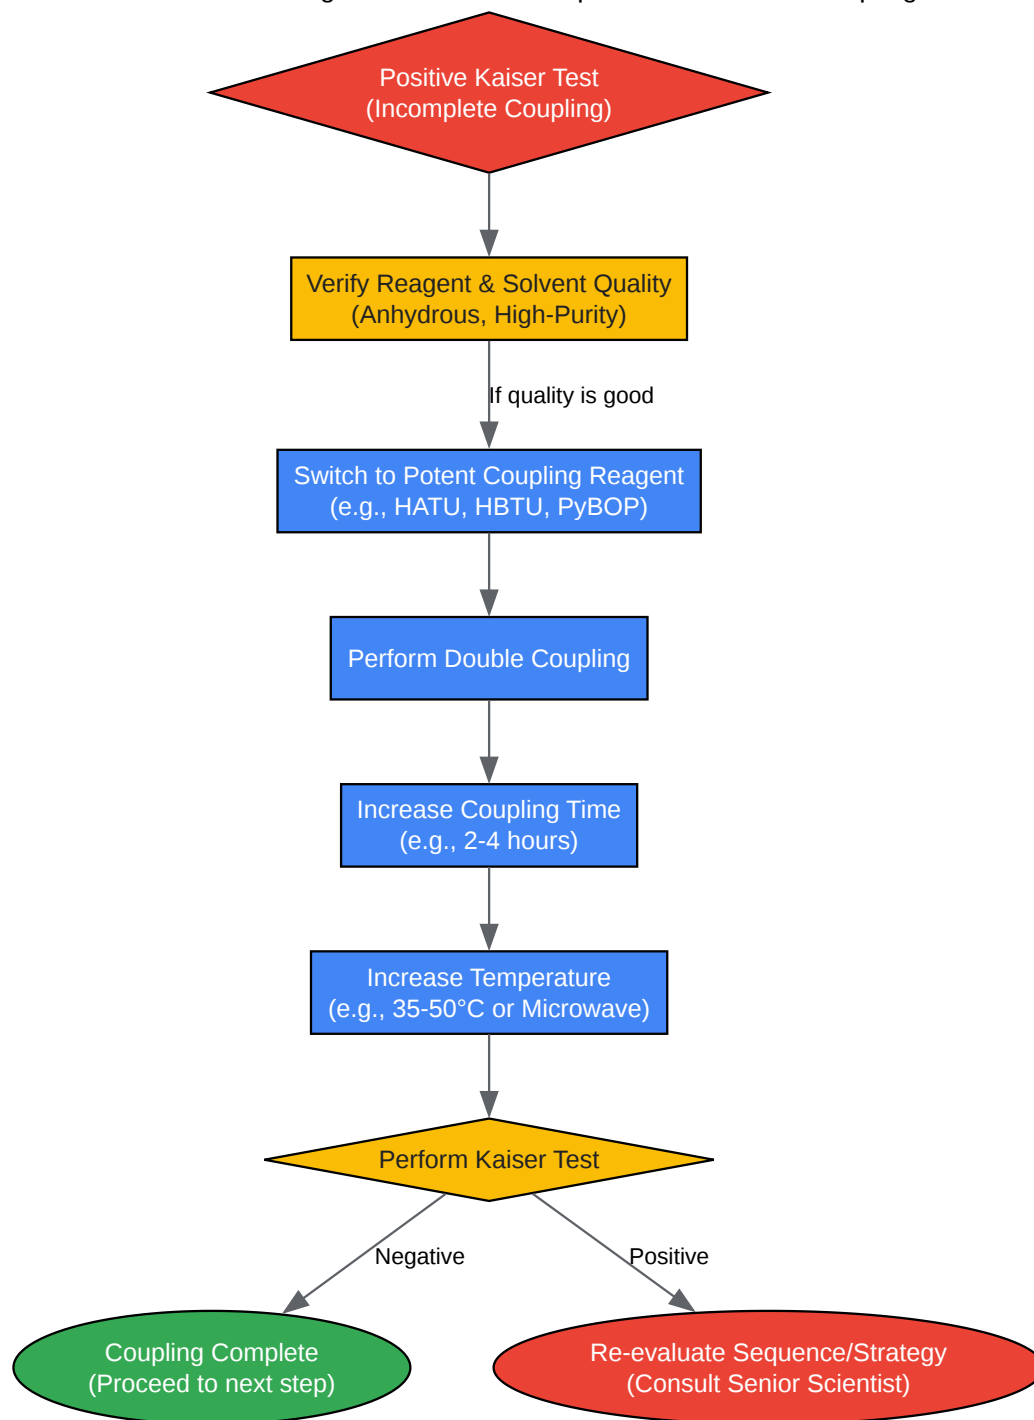 Positive Kaiser Test
(Incomplete Coupling)
Verify Reagent & Solvent Quality
(Anhydrous, High-Purity)
If quality is good
Switch to Potent Coupling Reagent
(e.g., HATU, HBTU, PyBOP)
Perform Double Coupling
Increase Coupling Time
(e.g., 2-4 hours)
Increase Temperature
(e.g., 35-50°C or Microwave)
Perform Kaiser Test
Negative
Positive
Coupling Complete
(Proceed to next step)
Re-evaluate Sequence/Strategy
(Consult Senior Scientist)